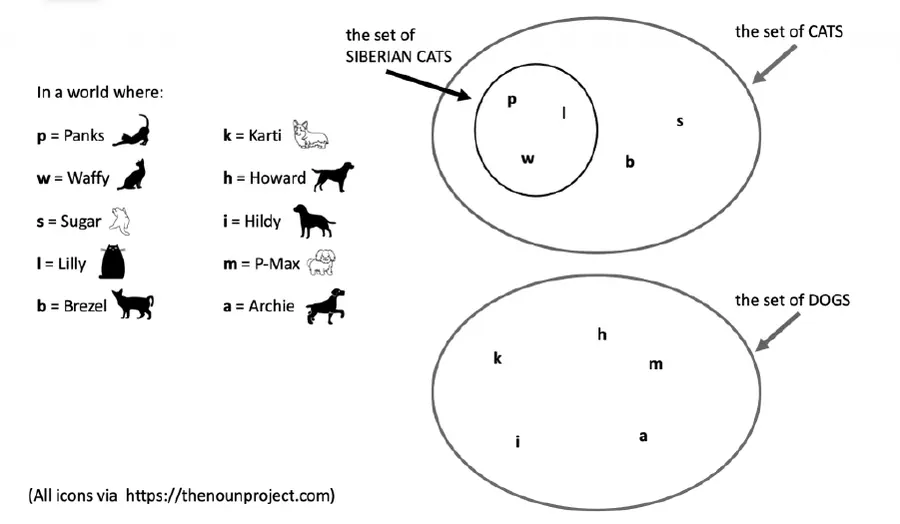 the set of
SIBERIAN CATS
the set of CATS
In a world where:
p = Panks
w = Waffy
s = Sugar
l = Lilly
b = Brezel
k = Karti
h = Howard
i = Hildy
m = P-Max
a = Archie
p
l
w
s
b
the set of DOGS
h
k
m
i
a
(All icons via https://thenounproject.com)